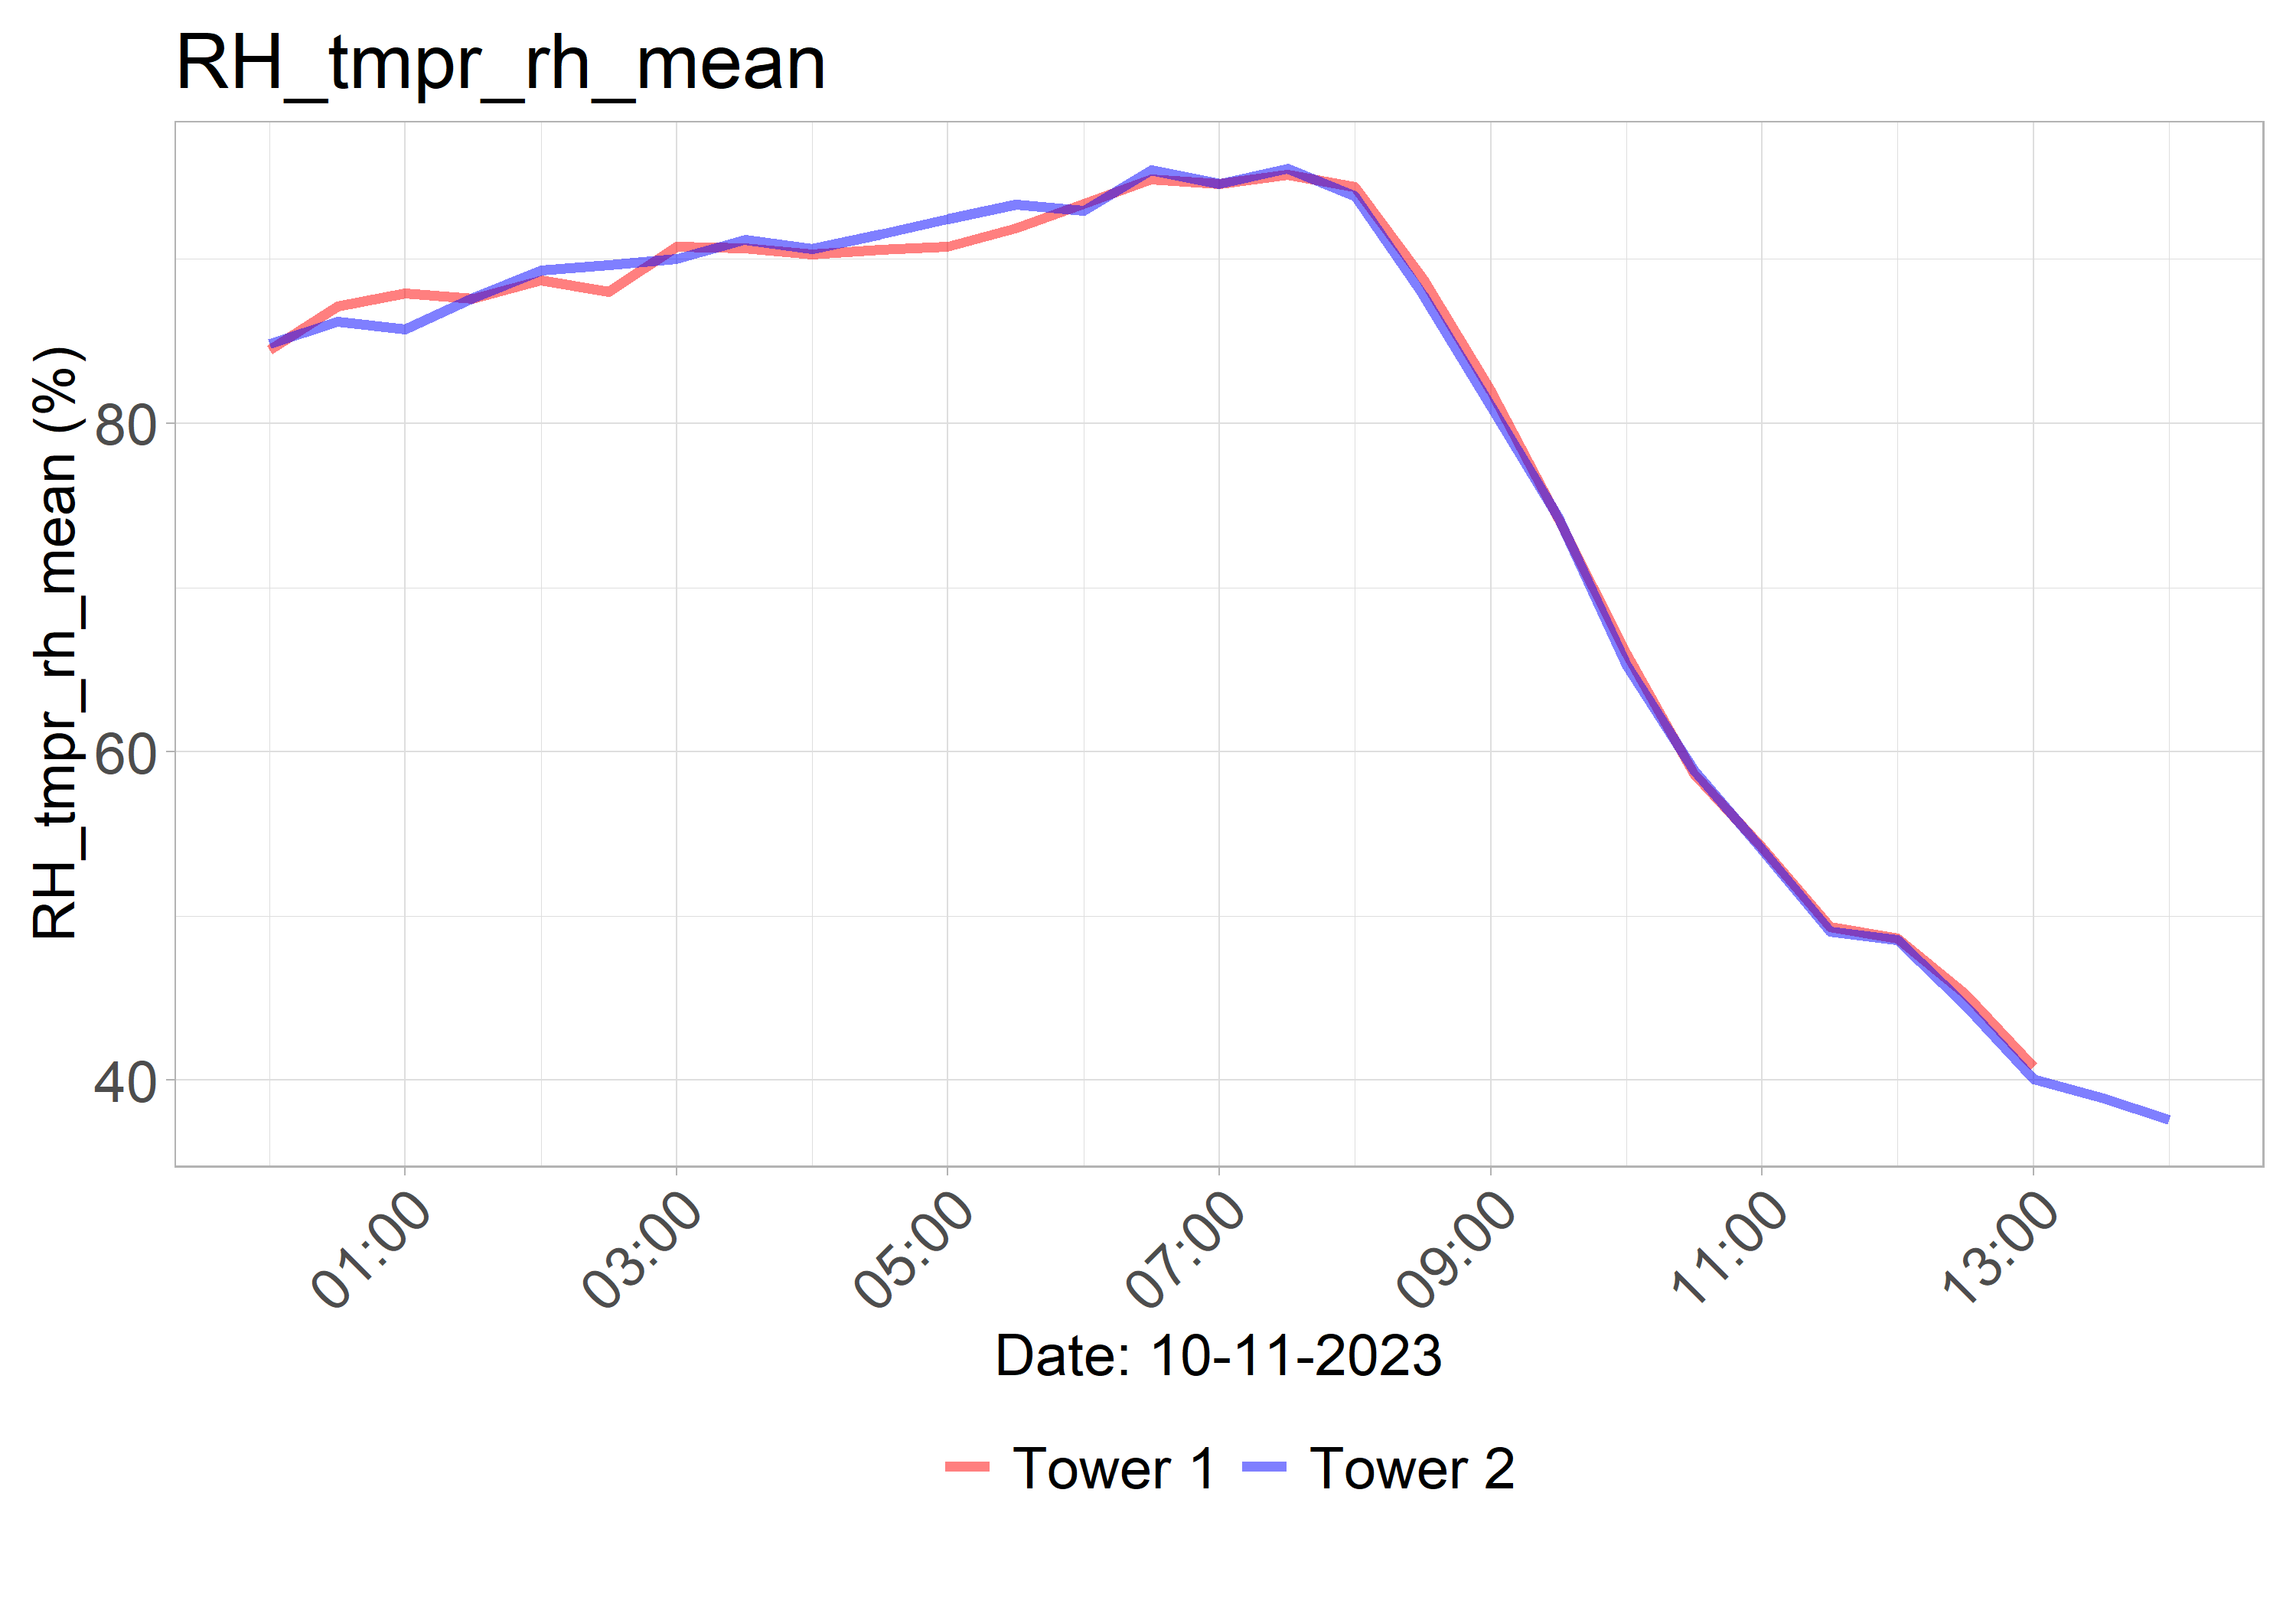 RH_tmpr_rh_mean
RH_tmpr_rh_mean (%)
80
60
40
01:00
03:00
05:00
07:00
09:00
11:00
13:00
Date: 10-11-2023
Tower 1
Tower 2